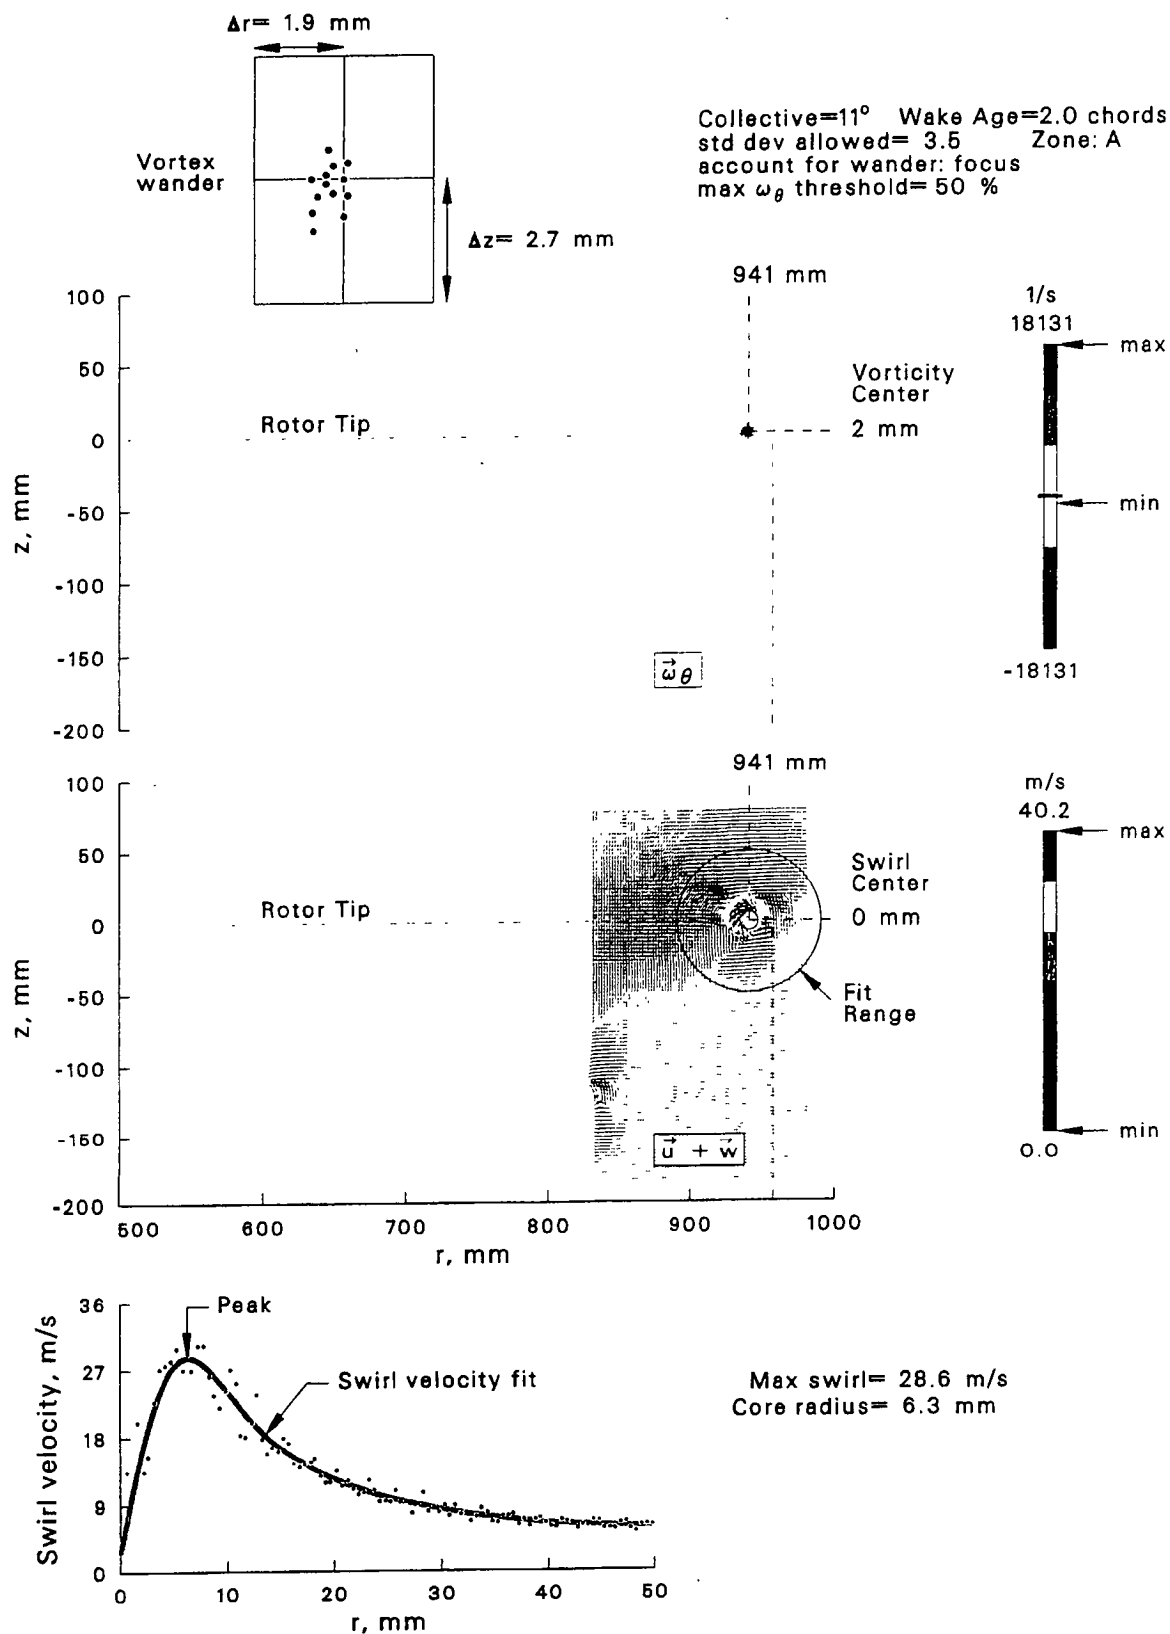 Δr= 1.9 mm
Vortex
wander
Δz= 2.7 mm
Collective=11° Wake Age=2.0 chords
std dev allowed= 3.5 Zone: A
account for wander: focus
max ωθ threshold= 50 %
941 mm
100
50
0
-50
-100
-150
-200
z, mm
Rotor Tip
Vorticity
Center
2 mm
ω⃗θ
1/s
18131
max
min
-18131
941 mm
100
50
0
-50
-100
-150
-200
z, mm
Rotor Tip
Swirl
Center
0 mm
Fit
Range
u⃗ + w⃗
m/s
40.2
max
min
0.0
500 600 700 800 900 1000
r, mm
36
27
18
9
0
Swirl velocity, m/s
Peak
Swirl velocity fit
Max swirl= 28.6 m/s
Core radius= 6.3 mm
0 10 20 30 40 50
r, mm